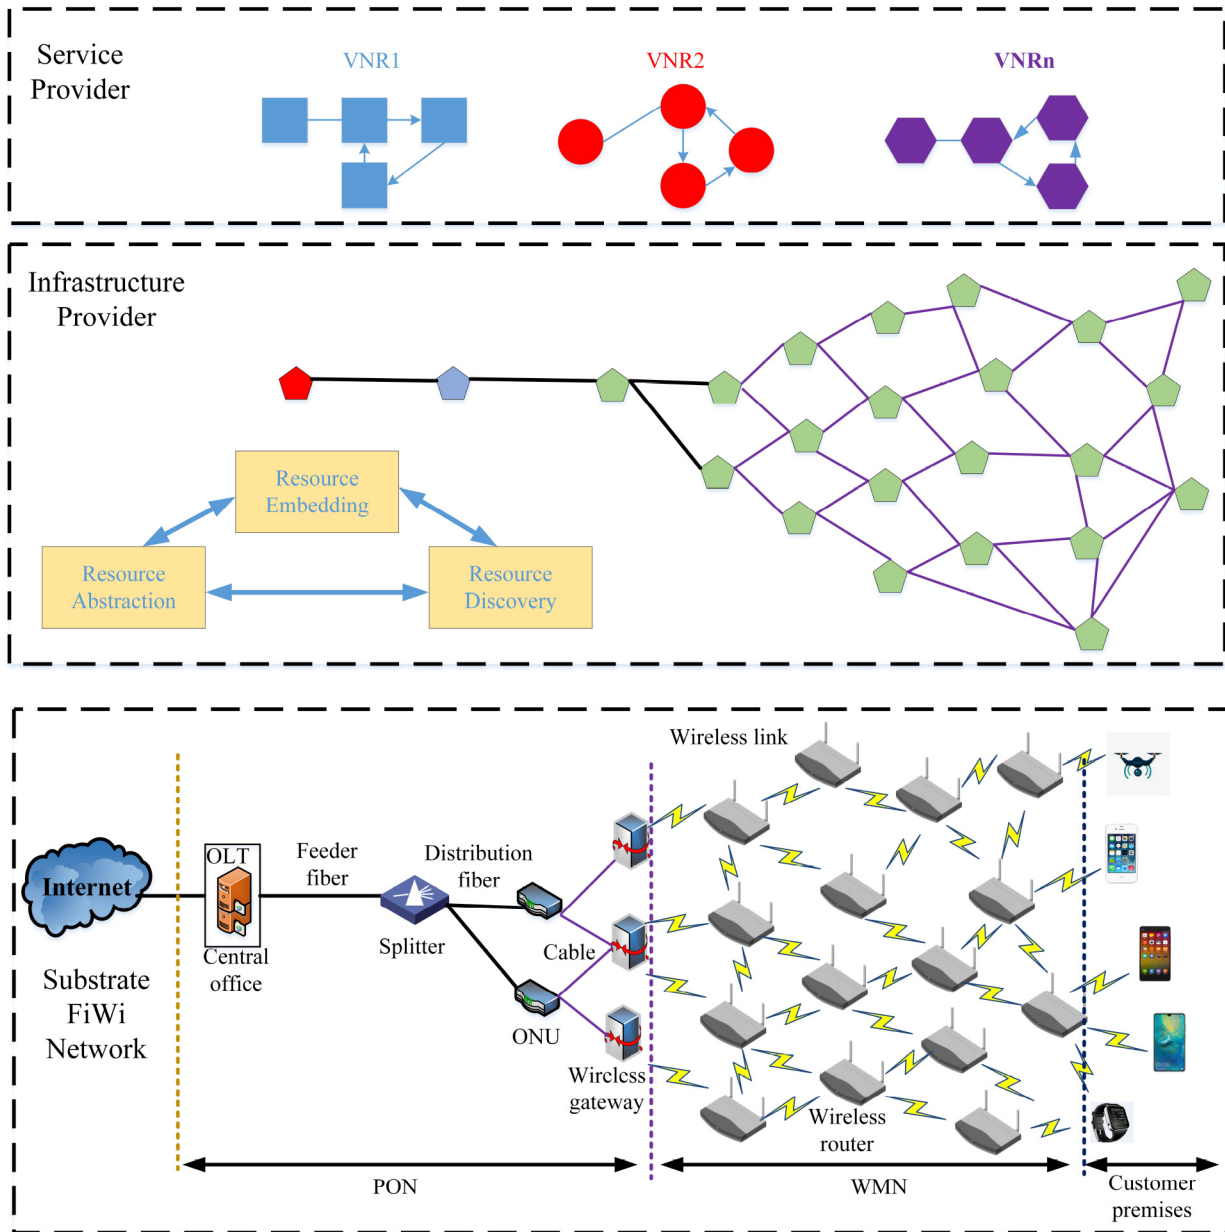 Service
Provider
VNR1
VNR2
VNRn
Infrastructure
Provider
Resource
Embedding
Resource
Abstraction
Resource
Discovery
Wireless link
OLT
Feeder
fiber
Distribution
fiber
Internet
Splitter
Cable
Central
office
Substrate
FiWi
Network
ONU
Wireless
gateway
Wireless
router
PON
WMN
Customer
premises